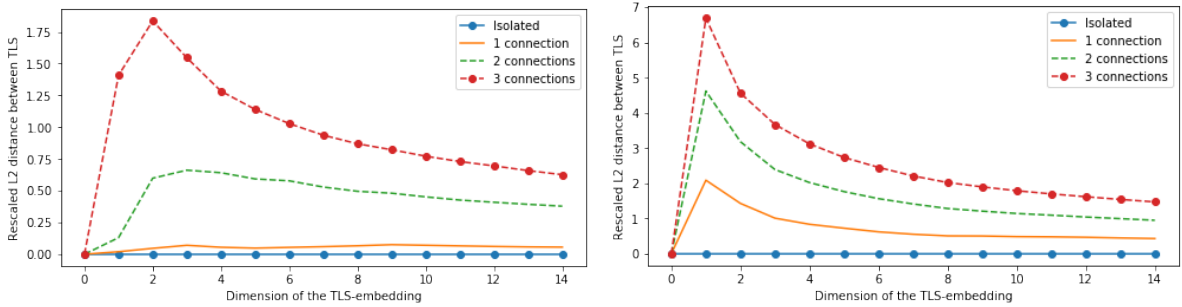 Rescaled L2 distance between TLS
1.75
1.50
1.25
1.00
0.75
0.50
0.25
0.00
0 2 4 6 8 10 12 14
Dimension of the TLS-embedding
Isolated
1 connection
2 connections
3 connections
Rescaled L2 distance between TLS
7
6
5
4
3
2
1
0
0 2 4 6 8 10 12 14
Dimension of the TLS-embedding
Isolated
1 connection
2 connections
3 connections